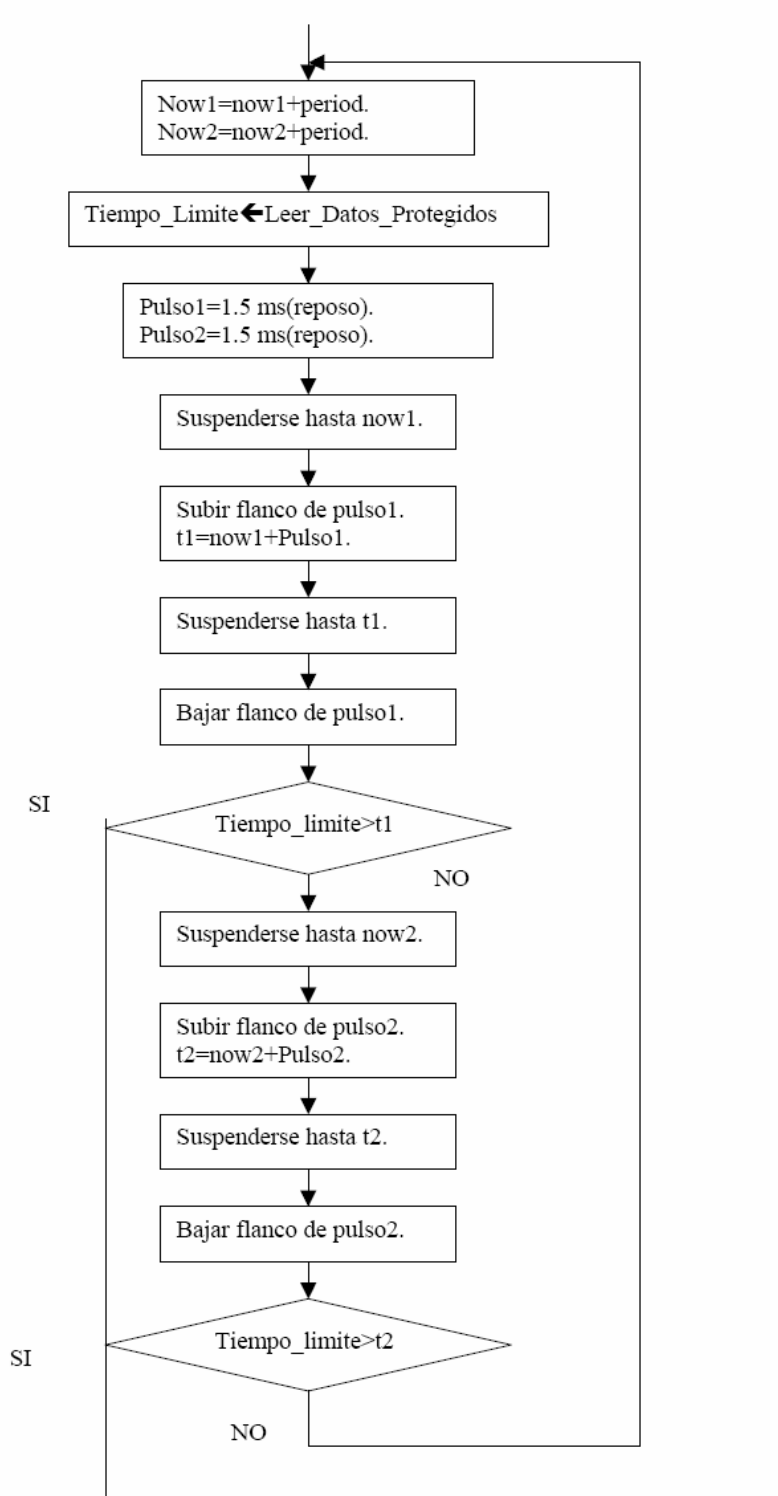 Now1=now1+period.
Now2=now2+period.
Tiempo_Limite🡸Leer_Datos_Protegidos
Pulso1=1.5 ms(reposo).
Pulso2=1.5 ms(reposo).
Suspenderse hasta now1.
Subir flanco de pulso1.
t1=now1+Pulso1.
Suspenderse hasta t1.
Bajar flanco de pulso1.
SI
Tiempo_limite>t1
NO
Suspenderse hasta now2.
Subir flanco de pulso2.
t2=now2+Pulso2.
Suspenderse hasta t2.
Bajar flanco de pulso2.
Tiempo_limite>t2
SI
NO